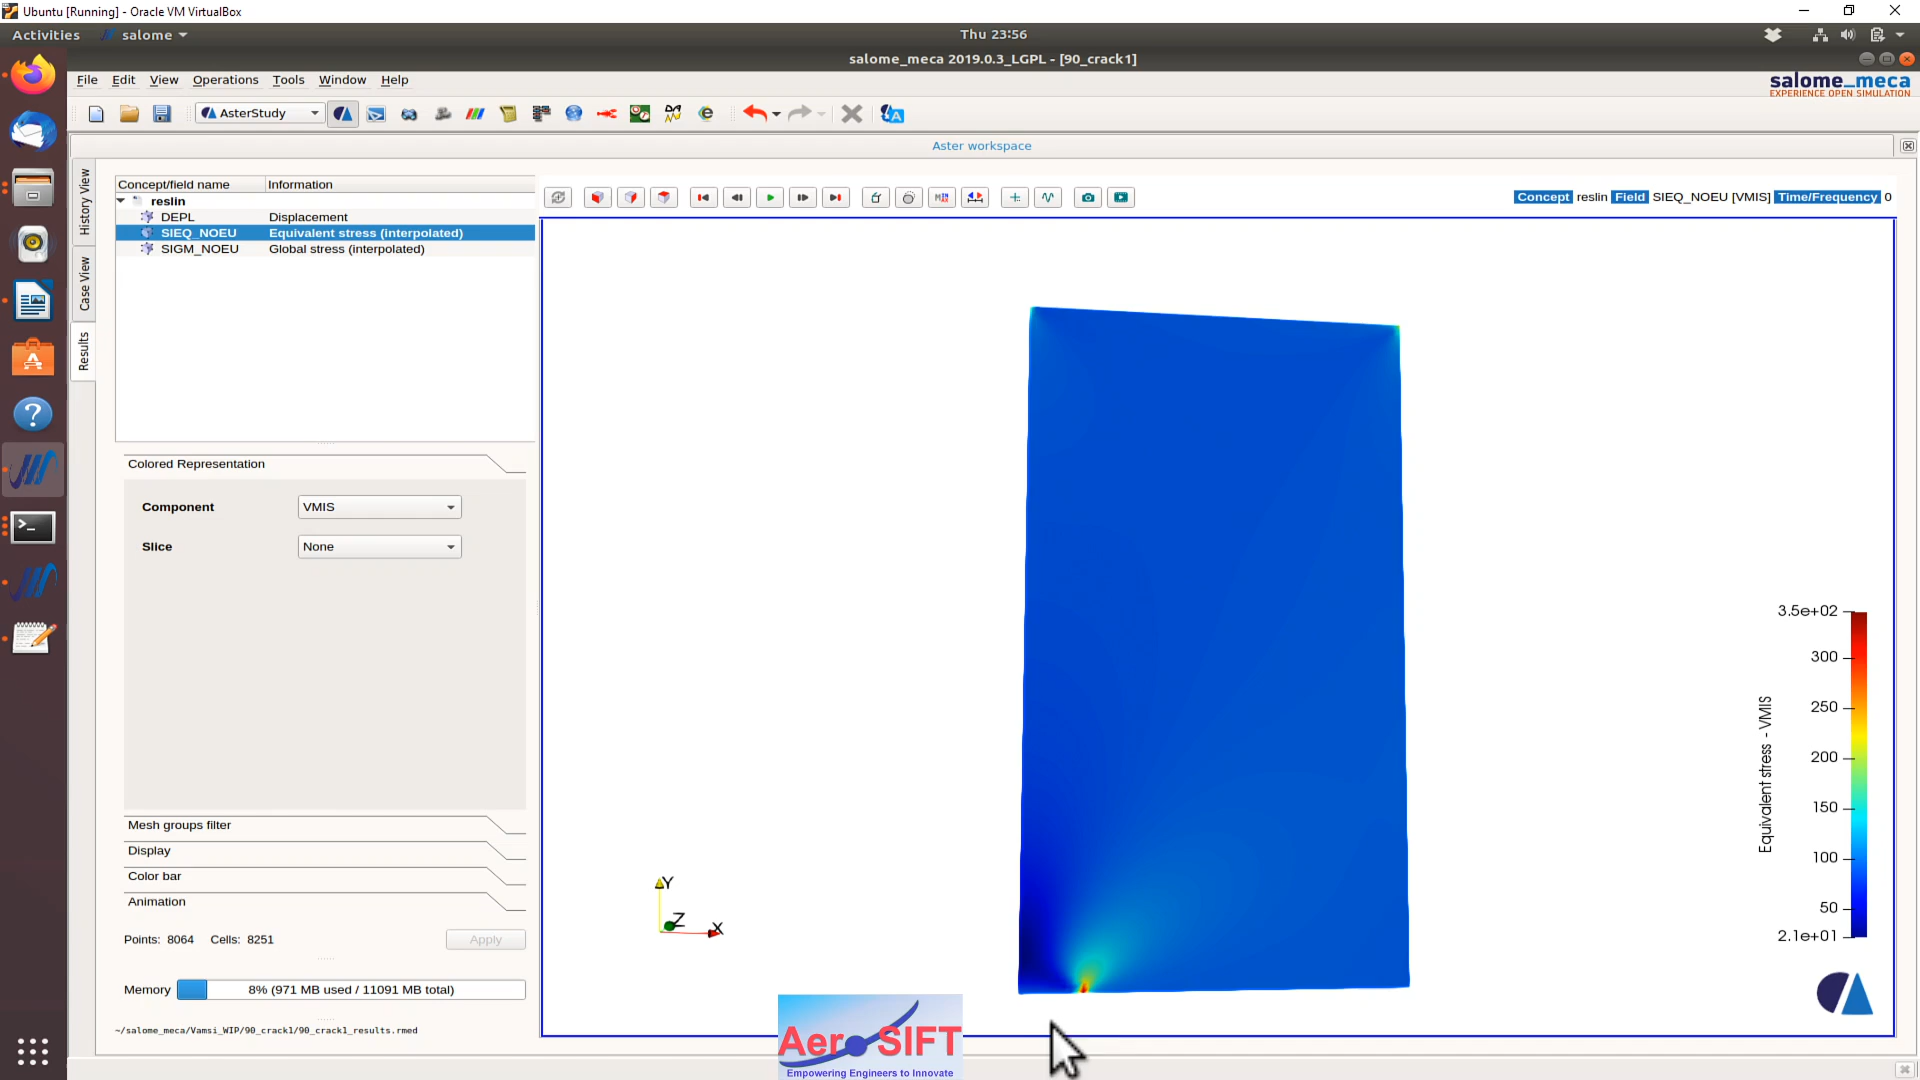 Ubuntu [Running] - Oracle VM VirtualBox
Activities
salome
Thu 23:56
salome_meca 2019.0.3_LGPL - [90_crack1]
File Edit View Operations Tools Window Help
salome_meca
EXPERIENCE OPEN SIMULATION
AsterStudy
Aster workspace
History View
Case View
Results
Concept/field name Information
reslin
DEPL Displacement
SIEQ_NOEU Equivalent stress (interpolated)
SIGM_NOEU Global stress (interpolated)
Concept reslin Field SIEQ_NOEU [VMIS] Time/Frequency 0
Colored Representation
Component VMIS
Slice None
Mesh groups filter
Display
Color bar
Animation
Points: 8064 Cells: 8251
Apply
Memory 8% (971 MB used / 11091 MB total)
~/salome_meca/Vamsi_WIP/90_crack1/90_crack1_results.rmed
Y
Z
X
Equivalent stress - VMIS
3.5e+02
300
250
200
150
100
50
2.1e+01
AeroSIFT
Empowering Engineers to Innovate